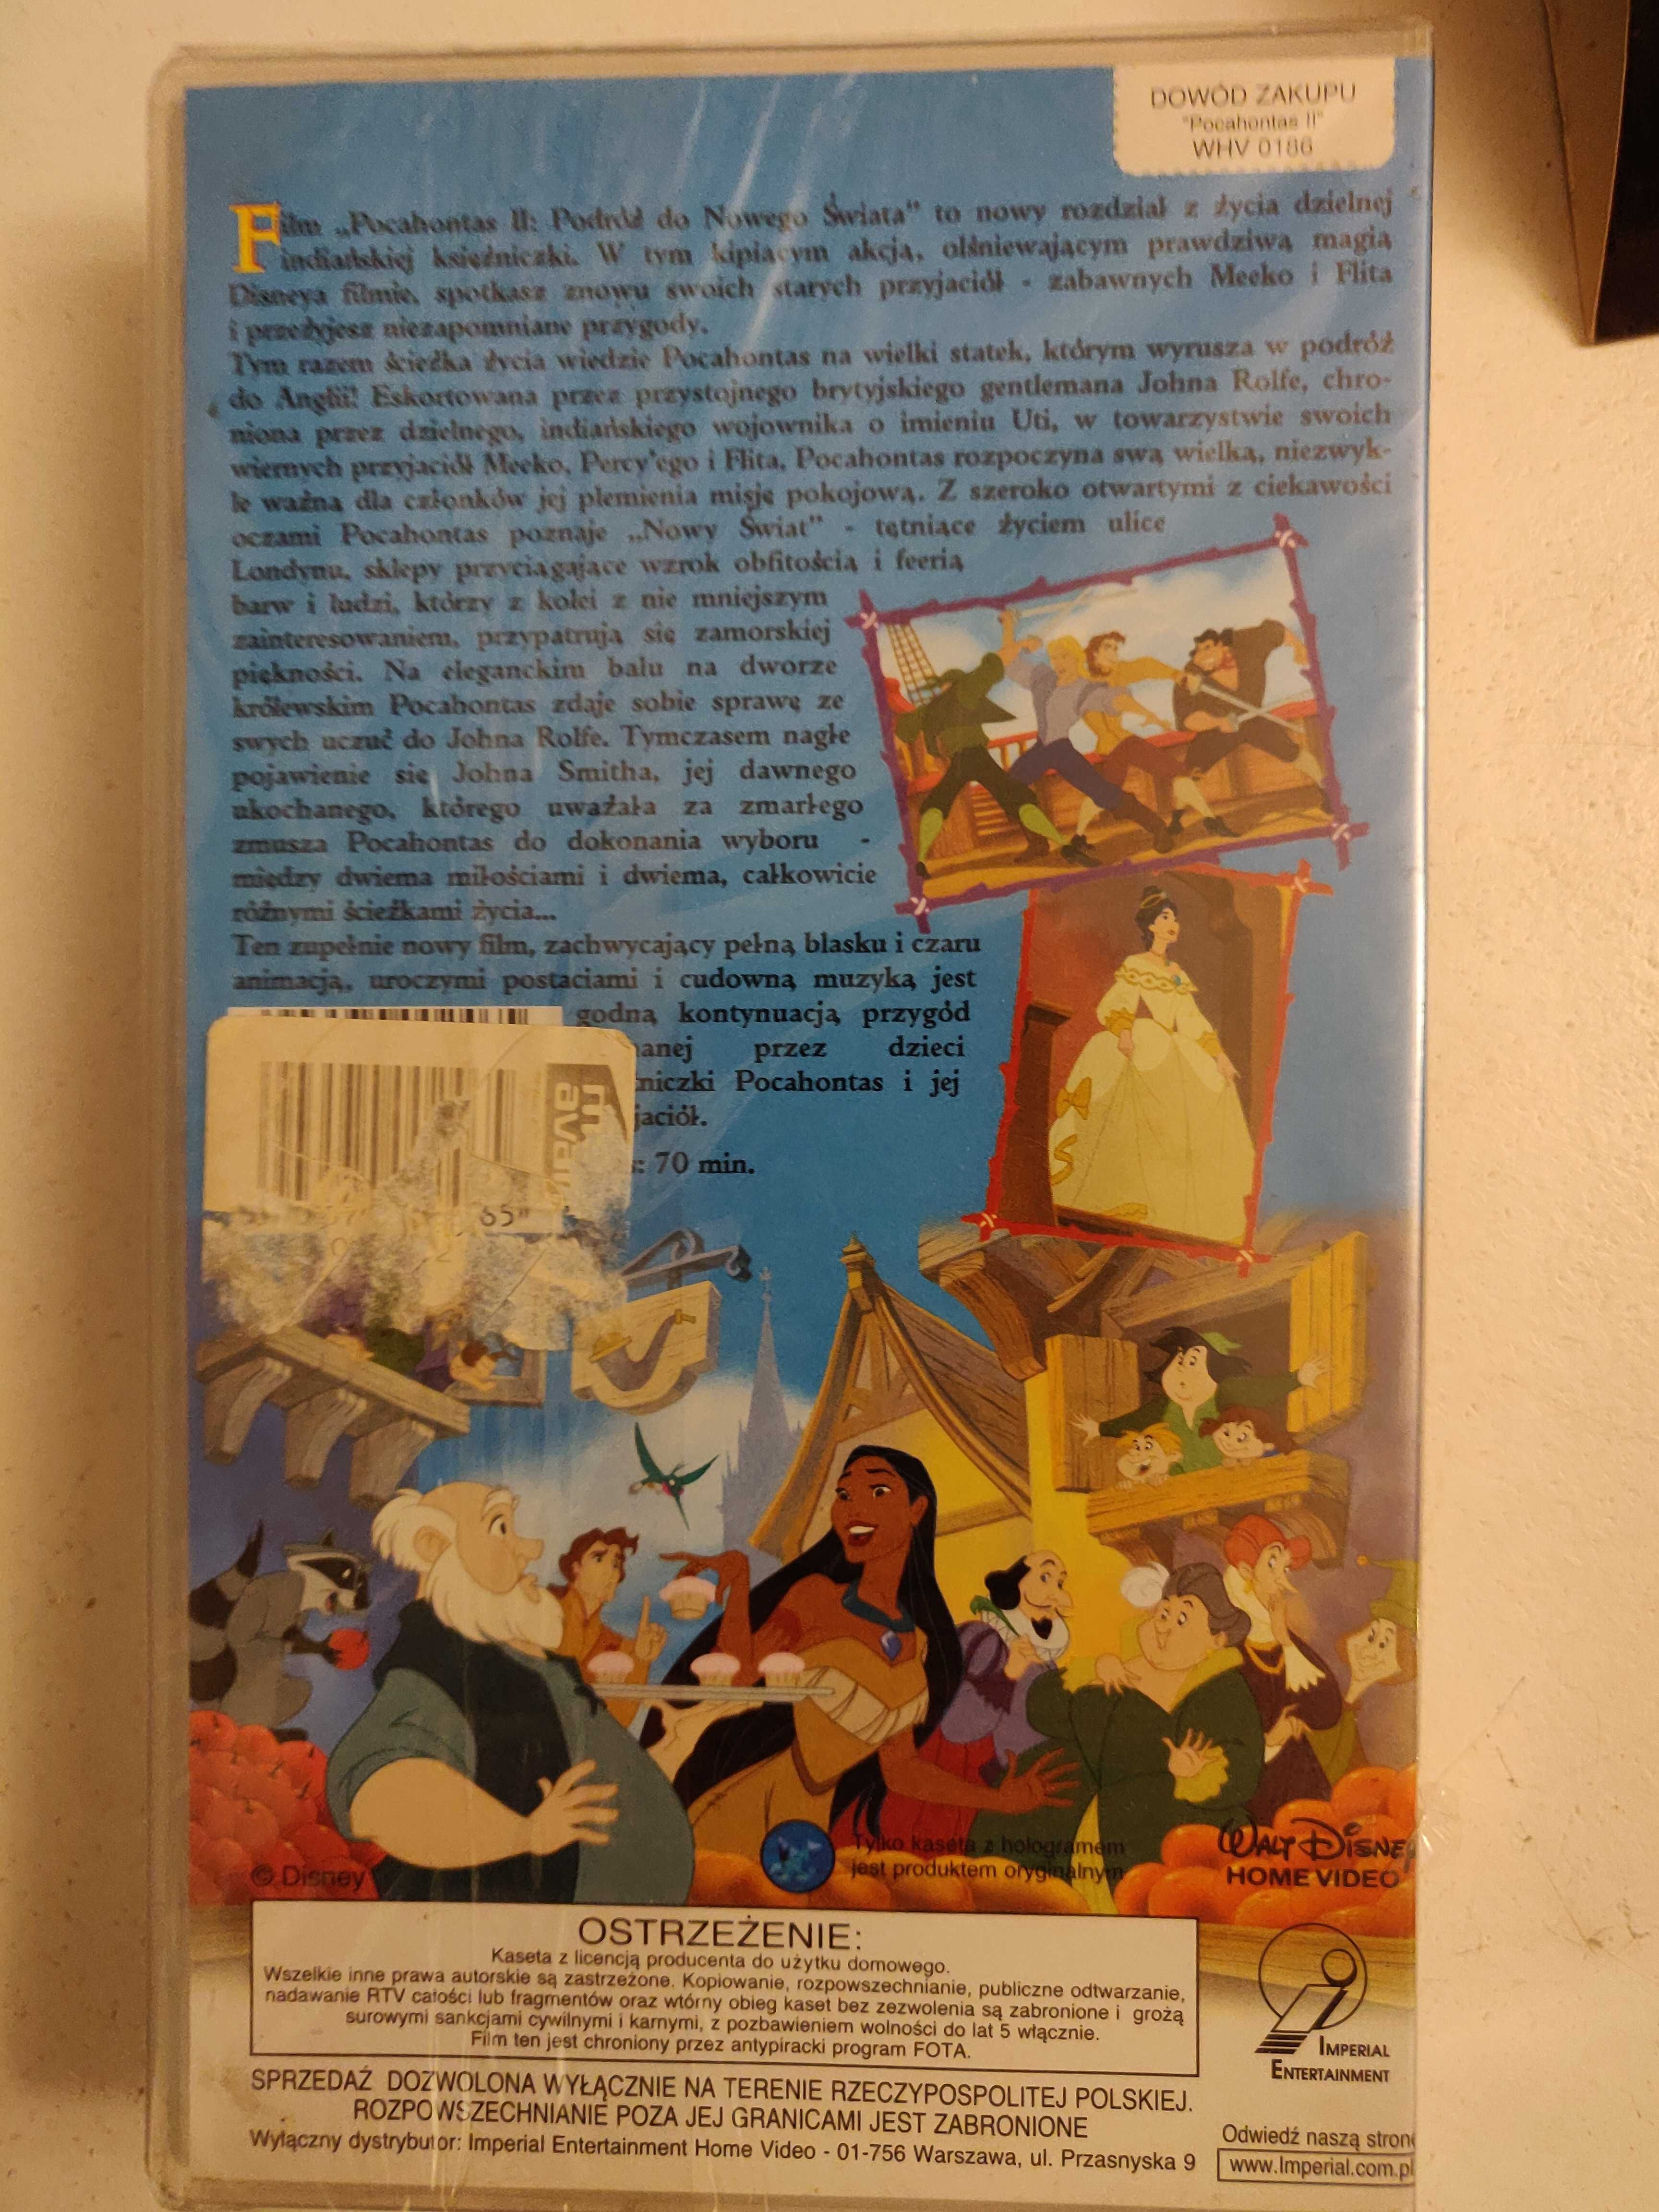 DOWÓD ZAKUPU
"Pocahontas II"
WHV 0186
Film „Pocahontas II: Podróż do Nowego Świata" to nowy rozdział z życia dzielnej
indiańskiej księżniczki. W tym kipiącym akcją, olśniewającym prawdziwą magią
Disneya filmie, spotkasz znowu swoich starych przyjaciół - zabawnych Meeko i Flita
i przeżyjesz niezapomniane przygody.
Tym razem ścieżka życia wiedzie Pocahontas na wielki statek, którym wyrusza w podróż
do Anglii! Eskortowana przez przystojnego brytyjskiego gentlemana Johna Rolfe, chro-
niona przez dzielnego, indiańskiego wojownika o imieniu Uti, w towarzystwie swoich
wiernych przyjaciół Meeko, Percy'ego i Flita, Pocahontas rozpoczyna swą wielką, niezwyk-
le ważną dla członków jej plemienia misję pokojową. Z szeroko otwartymi z ciekawości
oczami Pocahontas poznaje „Nowy Świat" - tętniące życiem ulice
Londynu, sklepy przyciągające wzrok obfitością i feerią
barw i ludzi, którzy z kolei z nie mniejszym
zainteresowaniem, przypatrują się zamorskiej
piękności. Na eleganckim balu na dworze
królewskim Pocahontas zdaje sobie sprawę ze
swych uczuć do Johna Rolfe. Tymczasem nagłe
pojawienie się Johna Smitha, jej dawnego
ukochanego, którego uważała za zmarłego
zmusza Pocahontas do dokonania wyboru -
między dwiema miłościami i dwiema, całkowicie
różnymi ścieżkami życia...
Ten zupełnie nowy film, zachwycający pełną blasku i czaru
animacją, uroczymi postaciami i cudowną muzyką jest
godną kontynuacją przygód
anej przez dzieci
niczki Pocahontas i jej
jaciół.
: 70 min.
© Disney
Tylko kaseta z hologramem
jest produktem oryginalnym
WALT DISNEY
HOME VIDEO
OSTRZEŻENIE:
Kaseta z licencją producenta do użytku domowego.
Wszelkie inne prawa autorskie są zastrzeżone. Kopiowanie, rozpowszechnianie, publiczne odtwarzanie,
nadawanie RTV całości lub fragmentów oraz wtórny obieg kaset bez zezwolenia są zabronione i grożą
surowymi sankcjami cywilnymi i karnymi, z pozbawieniem wolności do lat 5 włącznie.
Film ten jest chroniony przez antypiracki program FOTA.
IMPERIAL
ENTERTAINMENT
SPRZEDAŻ DOZWOLONA WYŁĄCZNIE NA TERENIE RZECZYPOSPOLITEJ POLSKIEJ.
ROZPOWSZECHNIANIE POZA JEJ GRANICAMI JEST ZABRONIONE
Wyłączny dystrybutor: Imperial Entertainment Home Video - 01-756 Warszawa, ul. Przasnyska 9
Odwiedź naszą stron
www.Imperial.com.pl